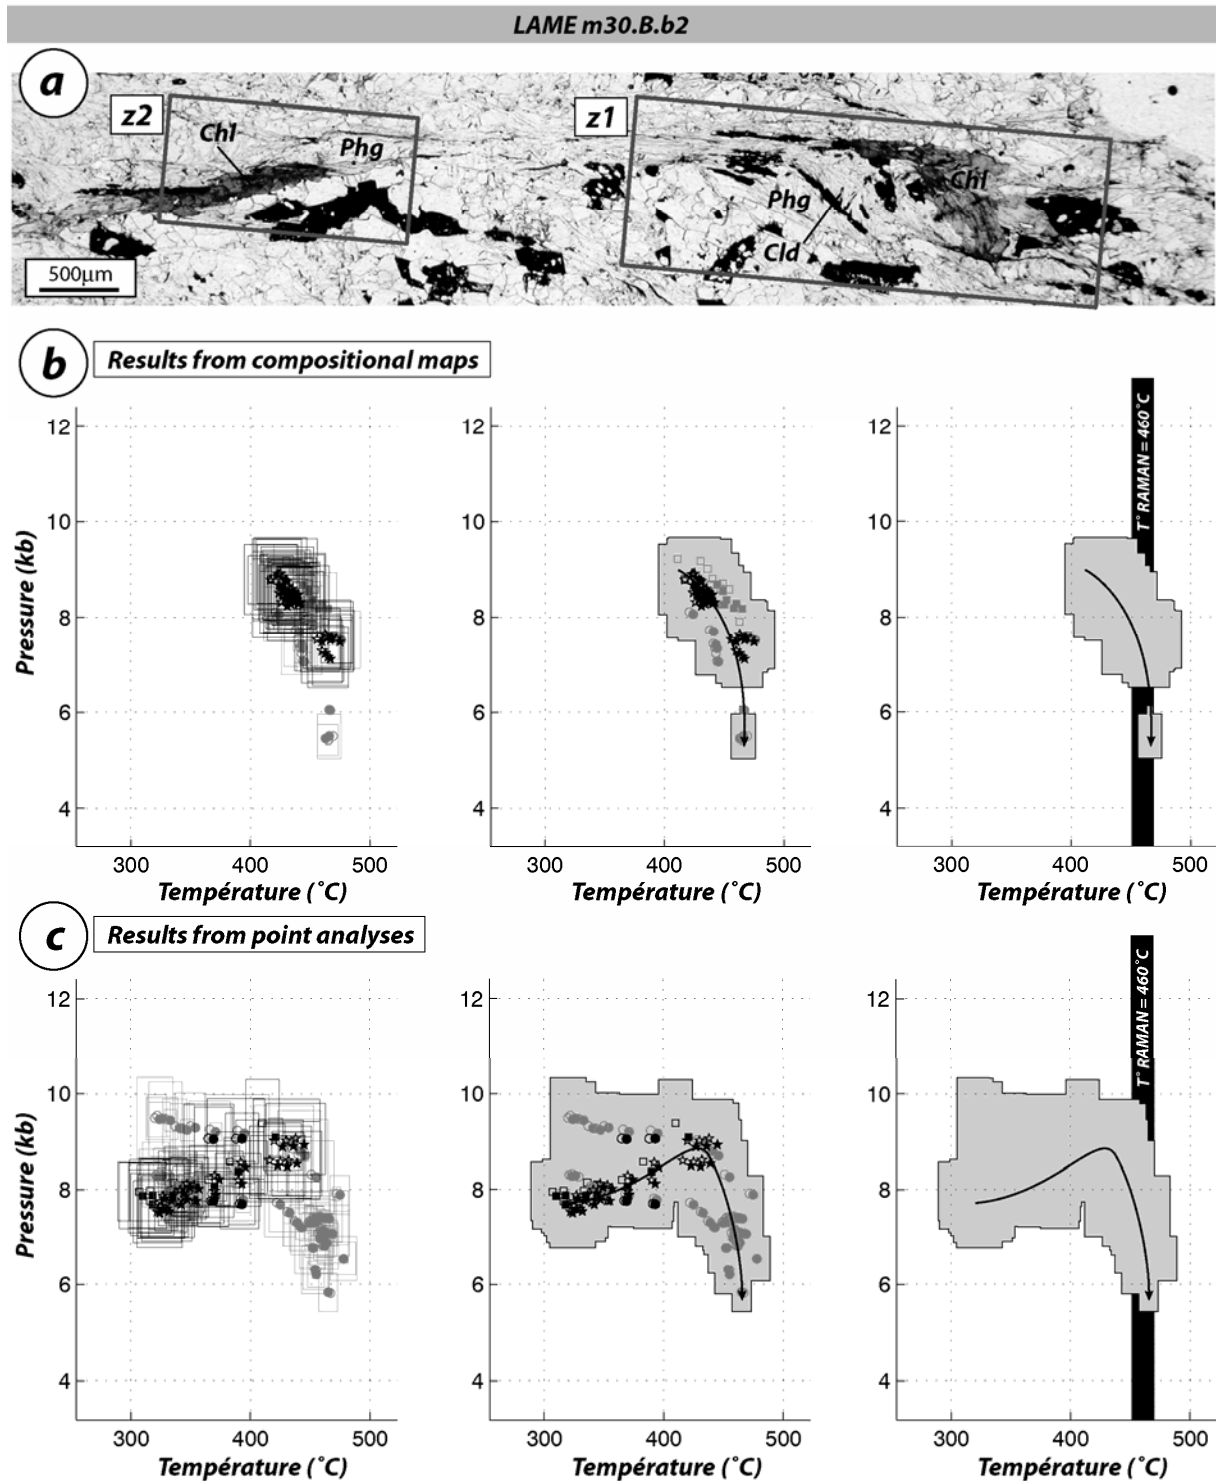 LAME m30.B.b2
a
z2
Chl
Phg
z1
Phg
Chl
Cld
500µm
b
Results from compositional maps
T° RAMAN = 460°C
Pressure (kb)
12
10
8
6
4
12
10
8
6
4
12
10
8
6
4
300 400 500
300 400 500
300 400 500
Température (°C)
Température (°C)
Température (°C)
c
Results from point analyses
T° RAMAN = 460°C
Pressure (kb)
12
10
8
6
4
12
10
8
6
4
12
10
8
6
4
300 400 500
300 400 500
300 400 500
Température (°C)
Température (°C)
Température (°C)